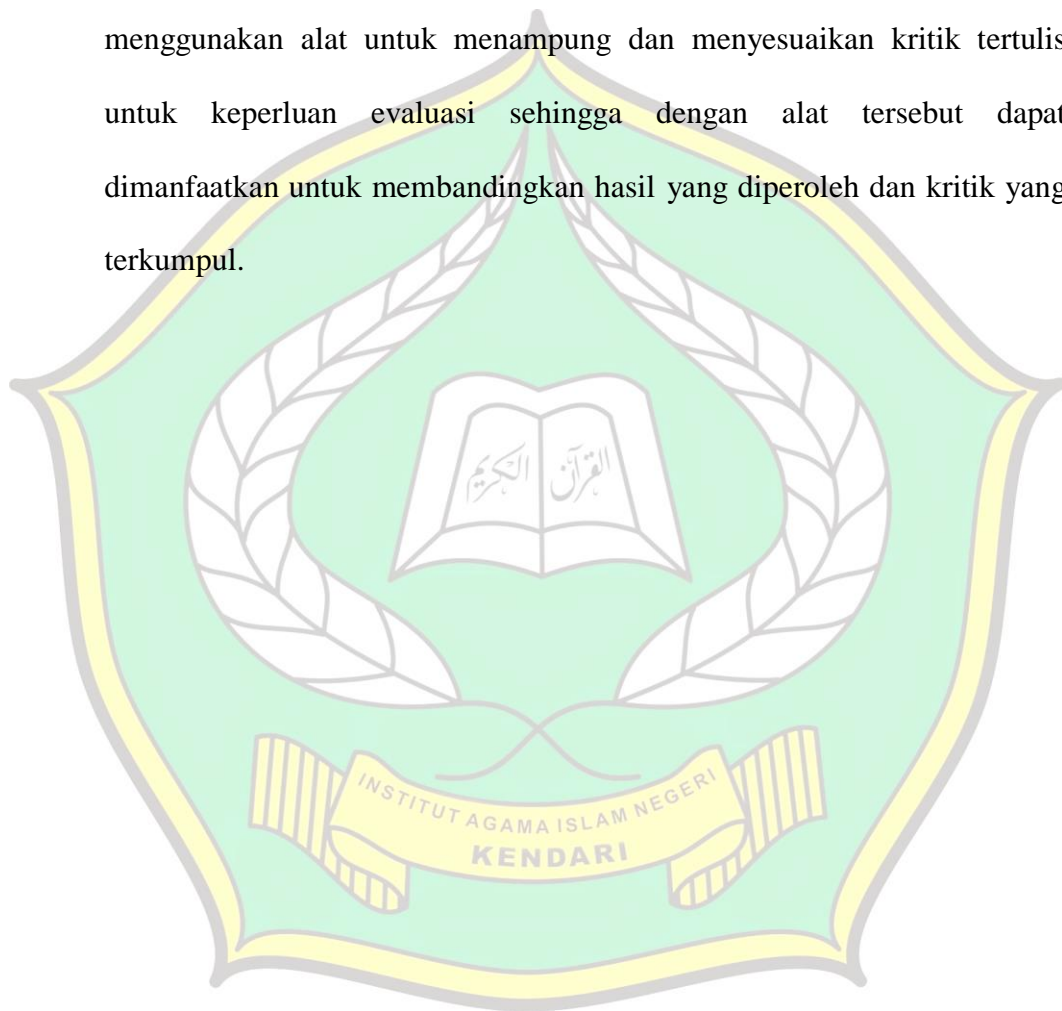 menggunakan alat untuk menampung dan menyesuaikan kritik tertulis
untuk keperluan evaluasi sehingga dengan alat tersebut dapat
dimanfaatkan untuk membandingkan hasil yang diperoleh dan kritik yang
terkumpul.
القرآن الكريم
INSTITUT AGAMA ISLAM NEGERI
KENDARI